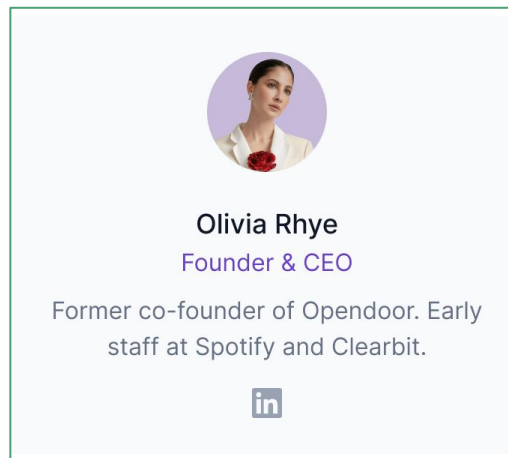 Olivia Rhye
Founder & CEO
Former co-founder of Opendoor. Early
staff at Spotify and Clearbit.
in